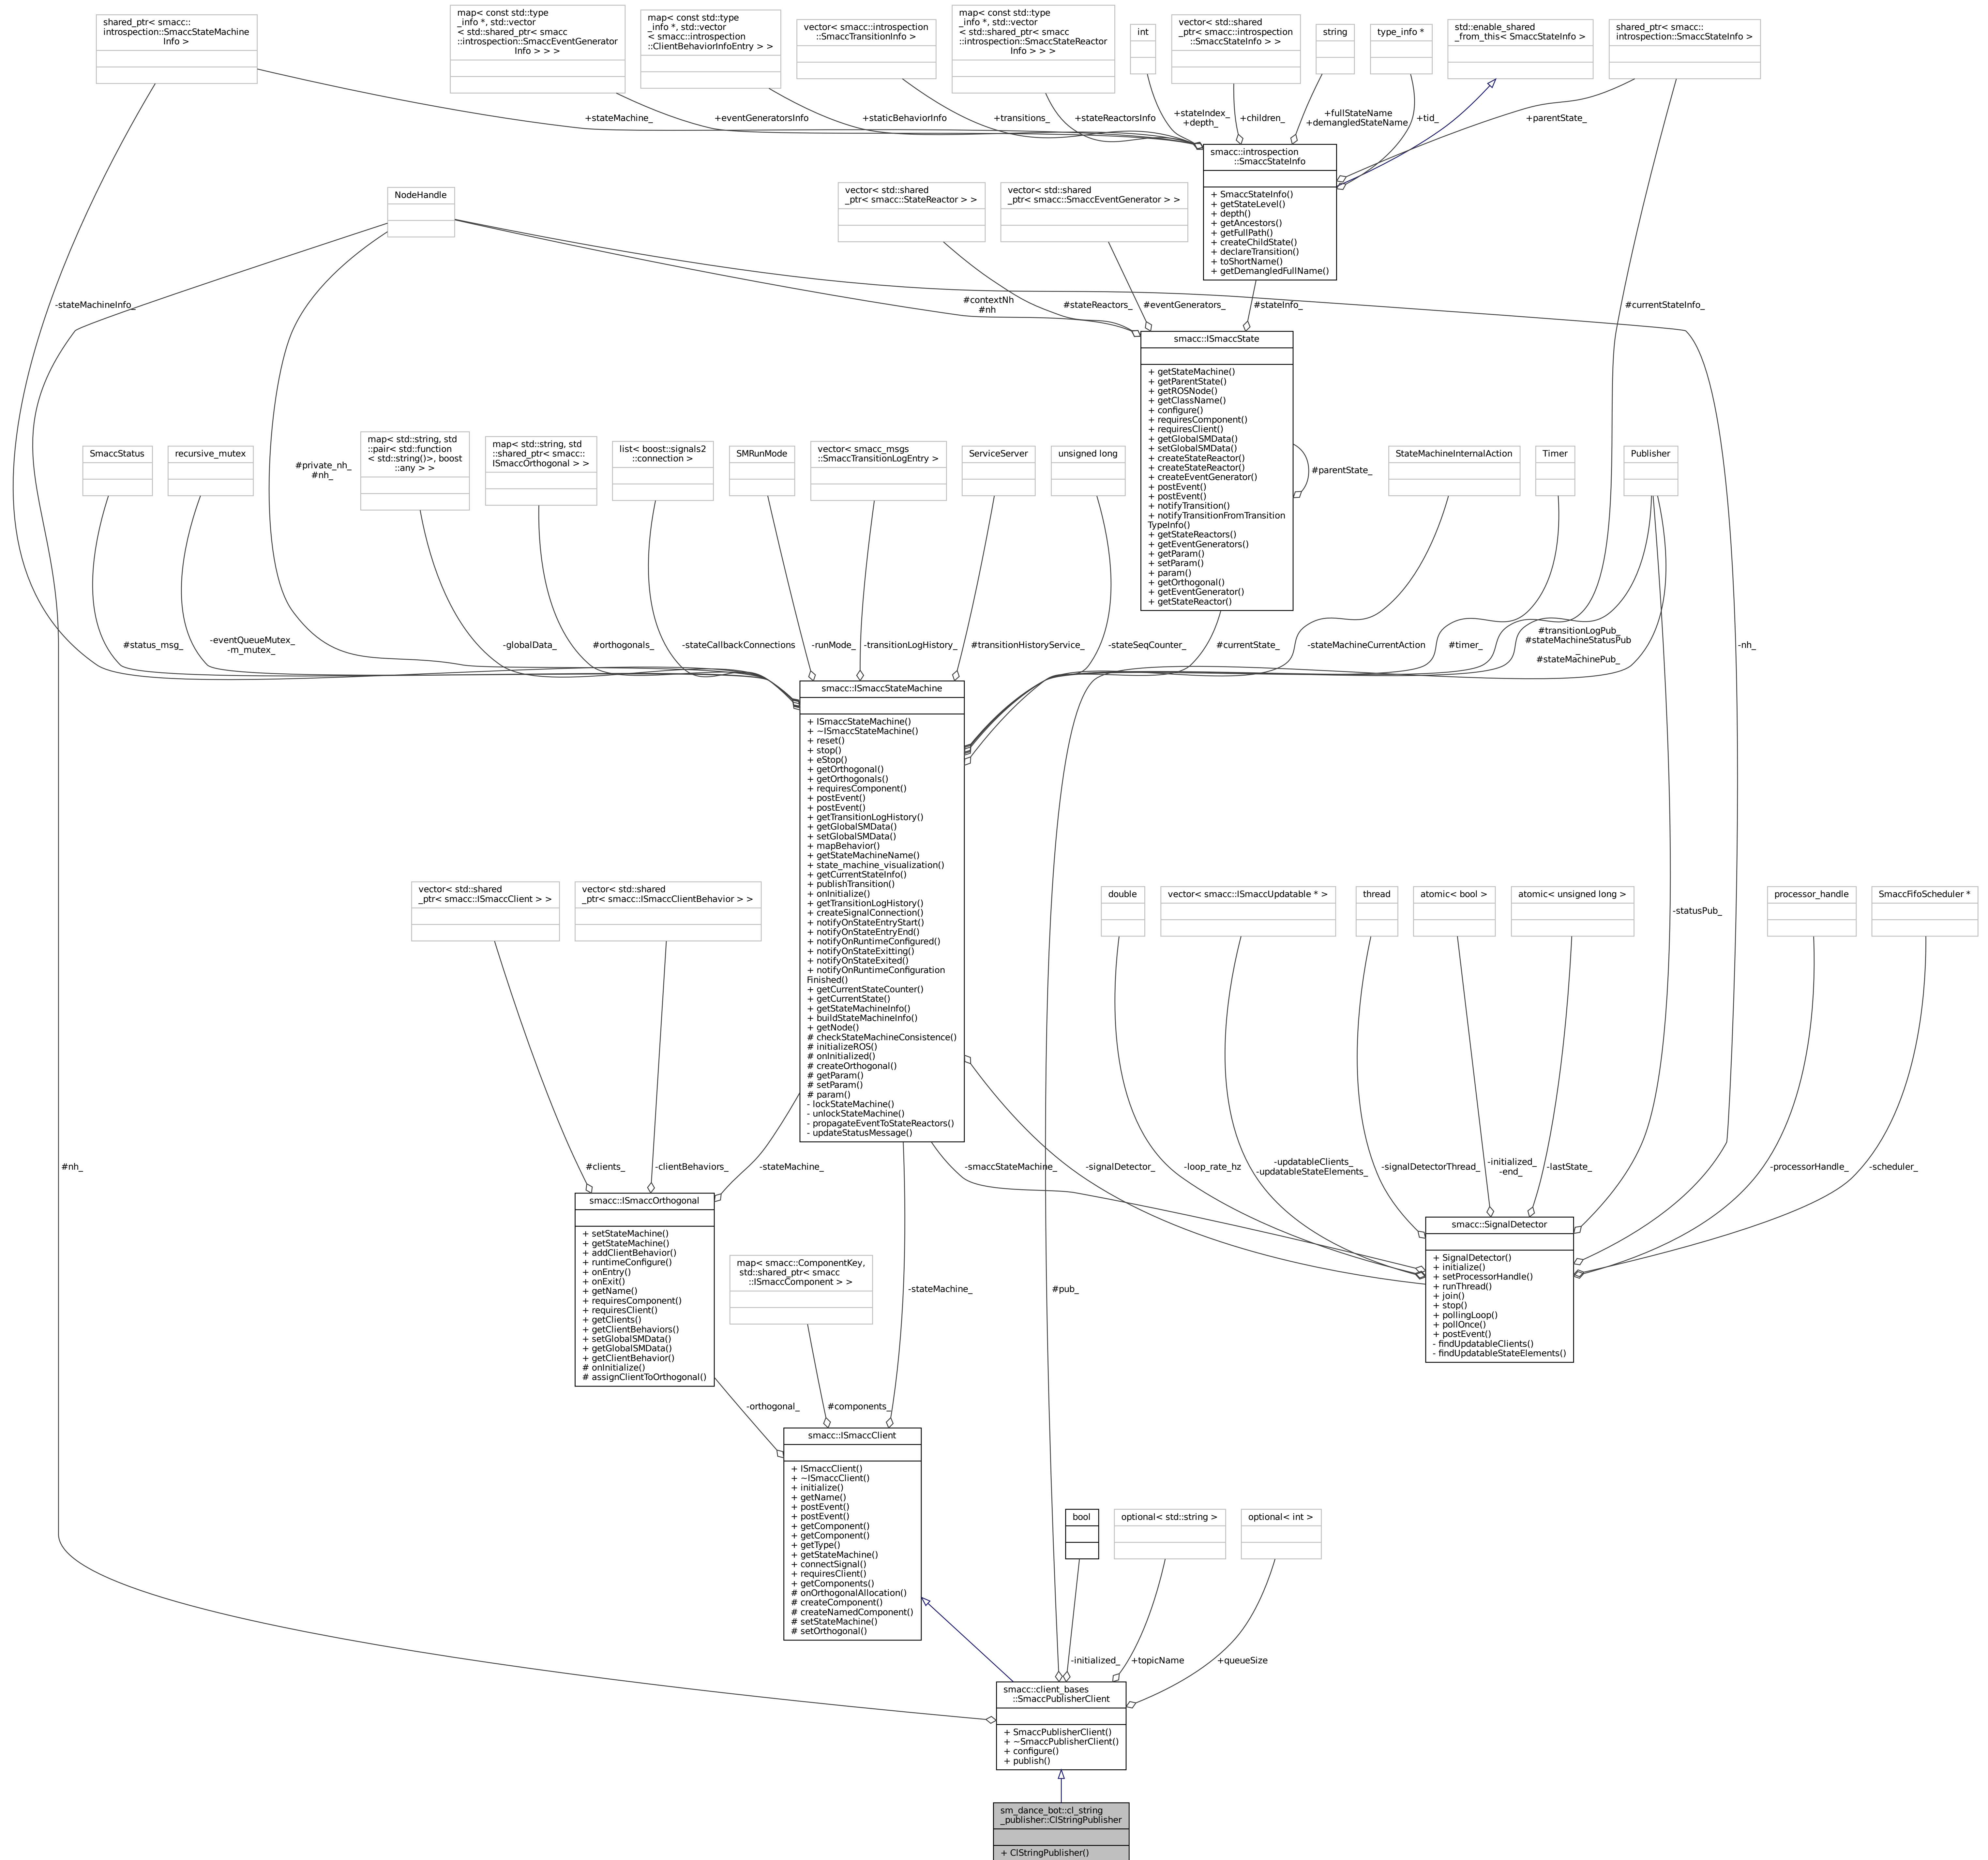 shared_ptr< smacc::
introspection::SmaccStateMachine
Info >
map< const std::type
_info *, std::vector
< std::shared_ptr< smacc
::introspection::SmaccEventGenerator
Info > > >
map< const std::type
_info *, std::vector
< smacc::introspection
::ClientBehaviorInfoEntry > >
vector< smacc::introspection
::SmaccTransitionInfo >
map< const std::type
_info *, std::vector
< std::shared_ptr< smacc
::introspection::SmaccStateReactor
Info > > >
int
vector< std::shared
_ptr< smacc::introspection
::SmaccStateInfo > >
string
type_info *
std::enable_shared
_from_this< SmaccStateInfo >
shared_ptr< smacc::
introspection::SmaccStateInfo >
+stateMachine_
+eventGeneratorsInfo
+staticBehaviorInfo
+transitions_
+stateReactorsInfo
+stateIndex_
+depth_
+children_
+fullStateName
+demangledStateName
+tid_
+parentState_
smacc::introspection
::SmaccStateInfo
+ SmaccStateInfo()
+ getStateLevel()
+ depth()
+ getAncestors()
+ getFullPath()
+ createChildState()
+ declareTransition()
+ toShortName()
+ getDemangledFullName()
NodeHandle
vector< std::shared
_ptr< smacc::StateReactor > >
vector< std::shared
_ptr< smacc::SmaccEventGenerator > >
-stateMachineInfo_
#contextNh
#nh
#stateReactors_
#eventGenerators_
#stateInfo_
#currentStateInfo_
smacc::ISmaccState
+ getStateMachine()
+ getParentState()
+ getROSNode()
+ getClassName()
+ configure()
+ requiresComponent()
+ requiresClient()
+ getGlobalSMData()
+ setGlobalSMData()
+ createStateReactor()
+ createStateReactor()
+ createEventGenerator()
+ postEvent()
+ postEvent()
+ notifyTransition()
+ notifyTransitionFromTransition
TypeInfo()
+ getStateReactors()
+ getEventGenerators()
+ getParam()
+ setParam()
+ param()
+ getOrthogonal()
+ getEventGenerator()
+ getStateReactor()
#parentState_
SmaccStatus
recursive_mutex
#private_nh_
#nh_
map< std::string, std
::pair< std::function
< std::string()>, boost
::any > >
map< std::string, std
::shared_ptr< smacc::
ISmaccOrthogonal > >
list< boost::signals2
::connection >
SMRunMode
vector< smacc_msgs
::SmaccTransitionLogEntry >
ServiceServer
unsigned long
StateMachineInternalAction
Timer
Publisher
#status_msg_
-eventQueueMutex_
-m_mutex_
-globalData_
#orthogonals_
-stateCallbackConnections
-runMode_
-transitionLogHistory_
#transitionHistoryService_
-stateSeqCounter_
#currentState_
-stateMachineCurrentAction
#timer_
#transitionLogPub_
#stateMachineStatusPub
_
#stateMachinePub_
-nh_
smacc::ISmaccStateMachine
+ ISmaccStateMachine()
+ ~ISmaccStateMachine()
+ reset()
+ stop()
+ eStop()
+ getOrthogonal()
+ getOrthogonals()
+ requiresComponent()
+ postEvent()
+ postEvent()
+ getTransitionLogHistory()
+ getGlobalSMData()
+ setGlobalSMData()
+ mapBehavior()
+ getStateMachineName()
+ state_machine_visualization()
+ getCurrentStateInfo()
+ publishTransition()
+ onInitialize()
+ getTransitionLogHistory()
+ createSignalConnection()
+ notifyOnStateEntryStart()
+ notifyOnStateEntryEnd()
+ notifyOnRuntimeConfigured()
+ notifyOnStateExitting()
+ notifyOnStateExited()
+ notifyOnRuntimeConfiguration
Finished()
+ getCurrentStateCounter()
+ getCurrentState()
+ getStateMachineInfo()
+ buildStateMachineInfo()
+ getNode()
# checkStateMachineConsistence()
# initializeROS()
# onInitialized()
# createOrthogonal()
# getParam()
# setParam()
# param()
- lockStateMachine()
- unlockStateMachine()
- propagateEventToStateReactors()
- updateStatusMessage()
vector< std::shared
_ptr< smacc::ISmaccClient > >
vector< std::shared
_ptr< smacc::ISmaccClientBehavior > >
double
vector< smacc::ISmaccUpdatable * >
thread
atomic< bool >
atomic< unsigned long >
-statusPub_
processor_handle
SmaccFifoScheduler *
#nh_
#clients_
-clientBehaviors_
-stateMachine_
-smaccStateMachine_
-signalDetector_
-loop_rate_hz
-updatableClients_
-updatableStateElements_
-signalDetectorThread_
-initialized_
-end_
-lastState_
-processorHandle_
-scheduler_
smacc::ISmaccOrthogonal
+ setStateMachine()
+ getStateMachine()
+ addClientBehavior()
+ runtimeConfigure()
+ onEntry()
+ onExit()
+ getName()
+ requiresComponent()
+ requiresClient()
+ getClients()
+ getClientBehaviors()
+ setGlobalSMData()
+ getGlobalSMData()
+ getClientBehavior()
# onInitialize()
# assignClientToOrthogonal()
map< smacc::ComponentKey,
std::shared_ptr< smacc
::ISmaccComponent > >
-stateMachine_
#pub_
smacc::SignalDetector
+ SignalDetector()
+ initialize()
+ setProcessorHandle()
+ runThread()
+ join()
+ stop()
+ pollingLoop()
+ pollOnce()
+ postEvent()
- findUpdatableClients()
- findUpdatableStateElements()
-orthogonal_
#components_
smacc::ISmaccClient
+ ISmaccClient()
+ ~ISmaccClient()
+ initialize()
+ getName()
+ postEvent()
+ postEvent()
+ getComponent()
+ getComponent()
+ getType()
+ getStateMachine()
+ connectSignal()
+ requiresClient()
+ getComponents()
# onOrthogonalAllocation()
# createComponent()
# createNamedComponent()
# setStateMachine()
# setOrthogonal()
bool
optional< std::string >
optional< int >
-initialized_
+topicName
+queueSize
smacc::client_bases
::SmaccPublisherClient
+ SmaccPublisherClient()
+ ~SmaccPublisherClient()
+ configure()
+ publish()
sm_dance_bot::cl_string
_publisher::ClStringPublisher
+ ClStringPublisher()